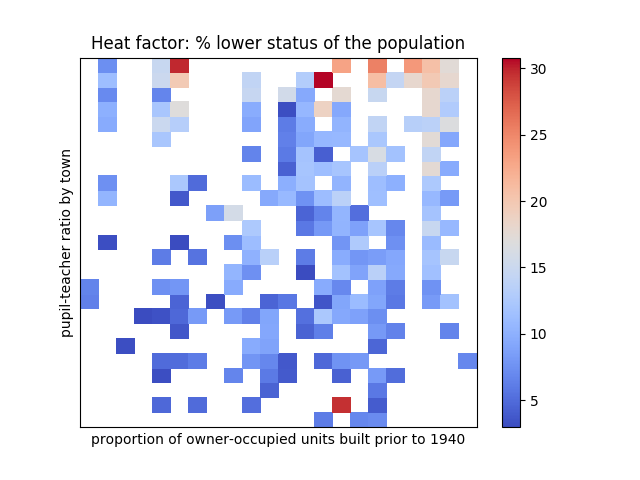 Heat factor: % lower status of the population
pupil-teacher ratio by town
proportion of owner-occupied units built prior to 1940
30
25
20
15
10
5